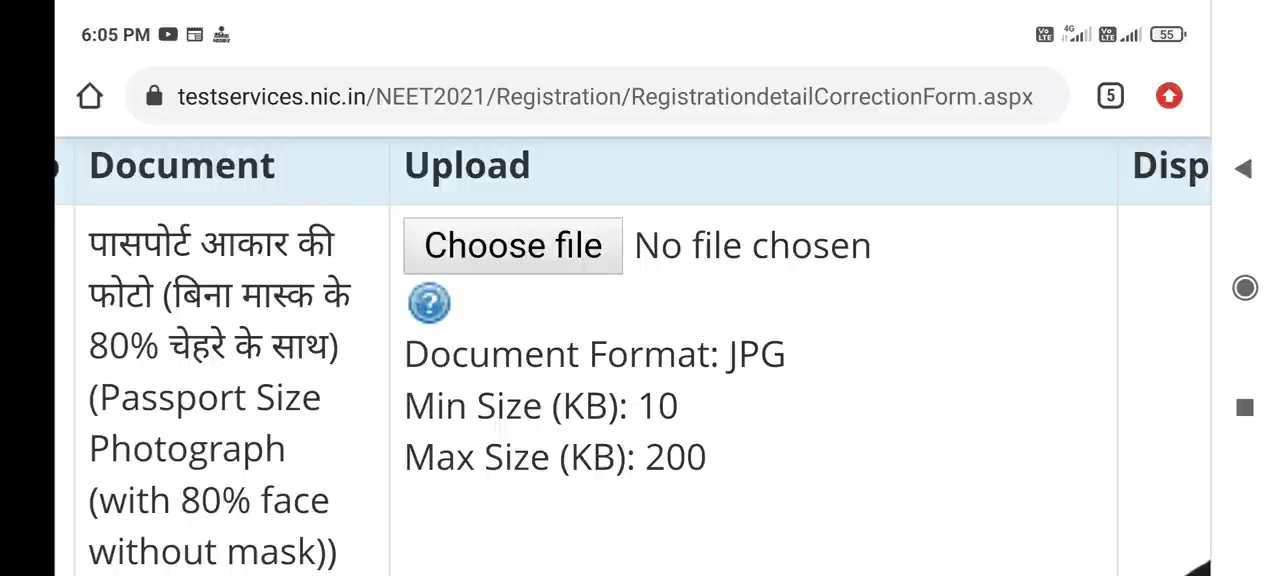 6:05 PM
4G 55
testservices.nic.in/NEET2021/Registration/RegistrationdetailCorrectionForm.aspx 5
Document Upload Disp
पासपोर्ट आकार की
फोटो (बिना मास्क के
80% चेहरे के साथ)
(Passport Size
Photograph
(with 80% face
without mask))
Choose file No file chosen
?
Document Format: JPG
Min Size (KB): 10
Max Size (KB): 200